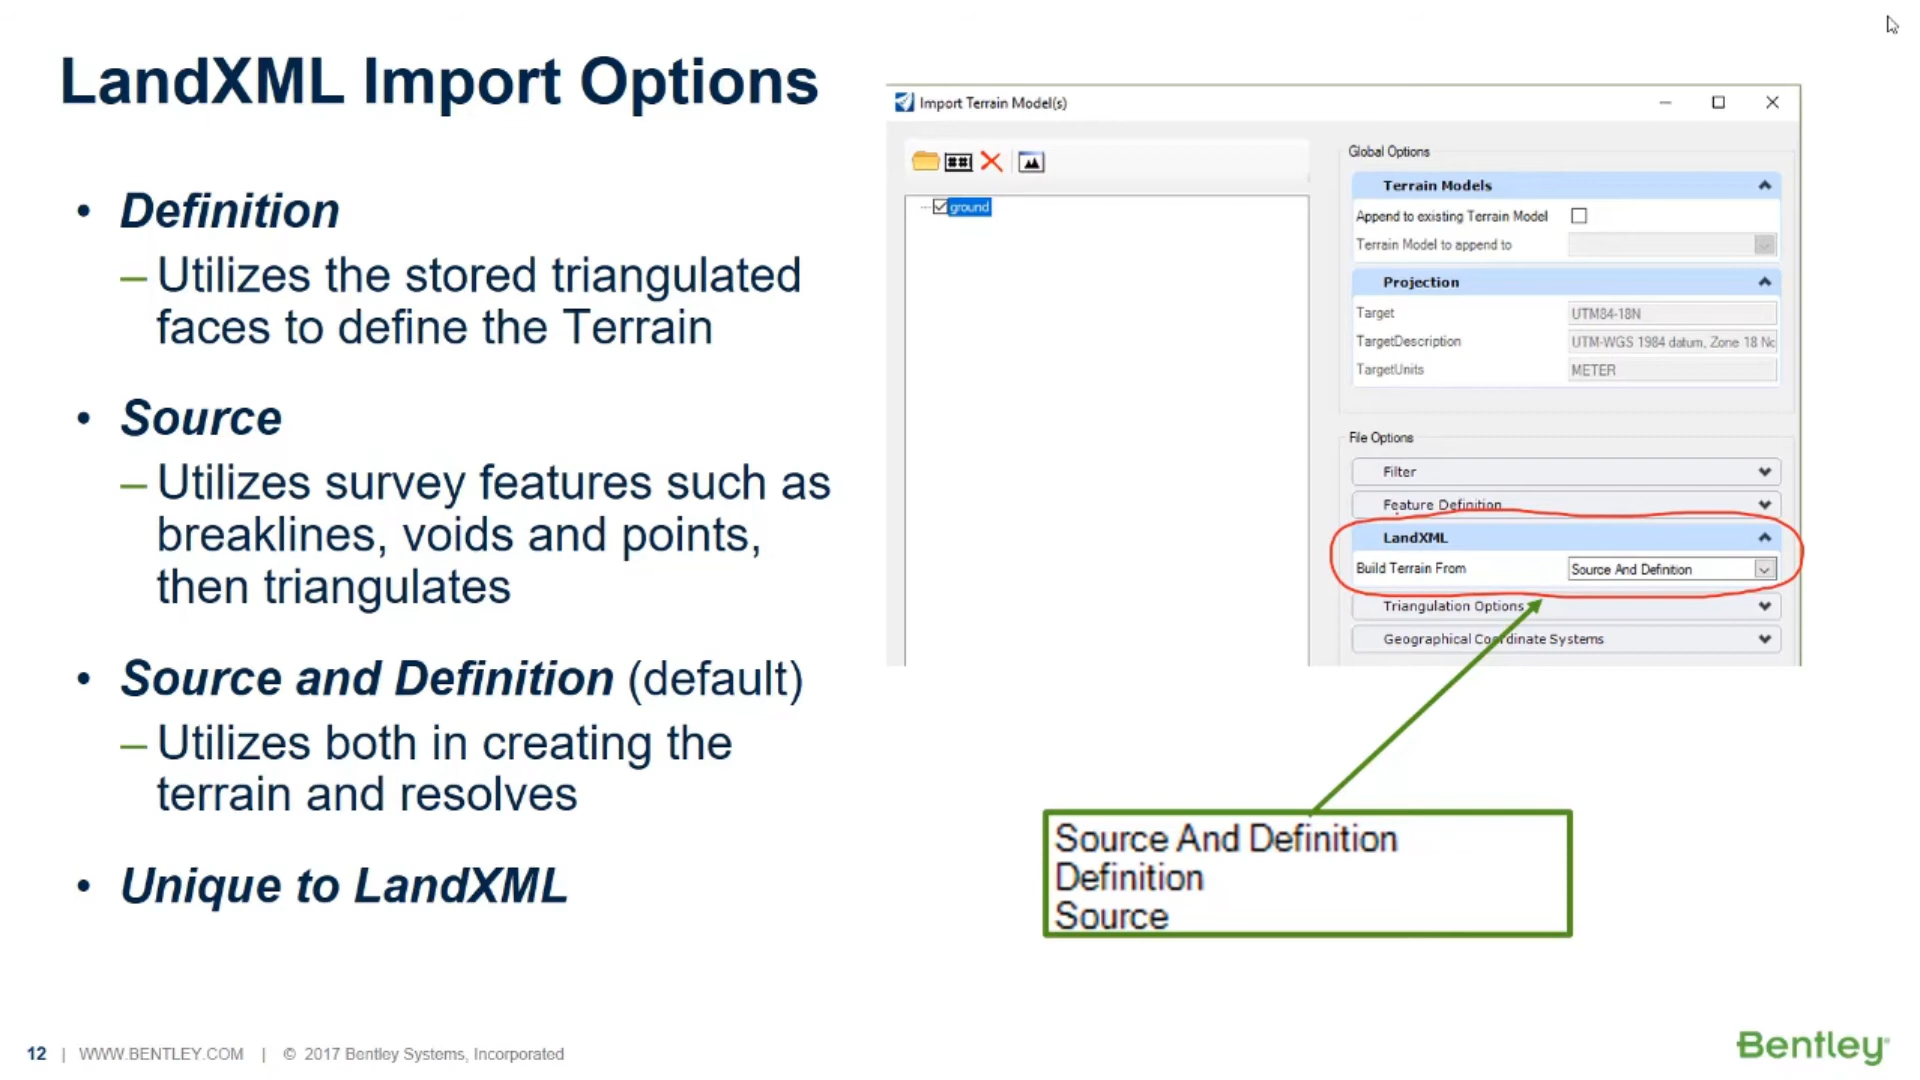 LandXML Import Options
• Definition
– Utilizes the stored triangulated
faces to define the Terrain
• Source
– Utilizes survey features such as
breaklines, voids and points,
then triangulates
• Source and Definition (default)
– Utilizes both in creating the
terrain and resolves
• Unique to LandXML
Import Terrain Model(s)
##
ground
Global Options
Terrain Models
Append to existing Terrain Model
Terrain Model to append to
Projection
Target UTM84-18N
TargetDescription UTM-WGS 1984 datum, Zone 18 Nc
TargetUnits METER
File Options
Filter
Feature Definition
LandXML
Build Terrain From Source And Definition
Triangulation Options
Geographical Coordinate Systems
Source And Definition
Definition
Source
12 | WWW.BENTLEY.COM | © 2017 Bentley Systems, Incorporated
Bentley